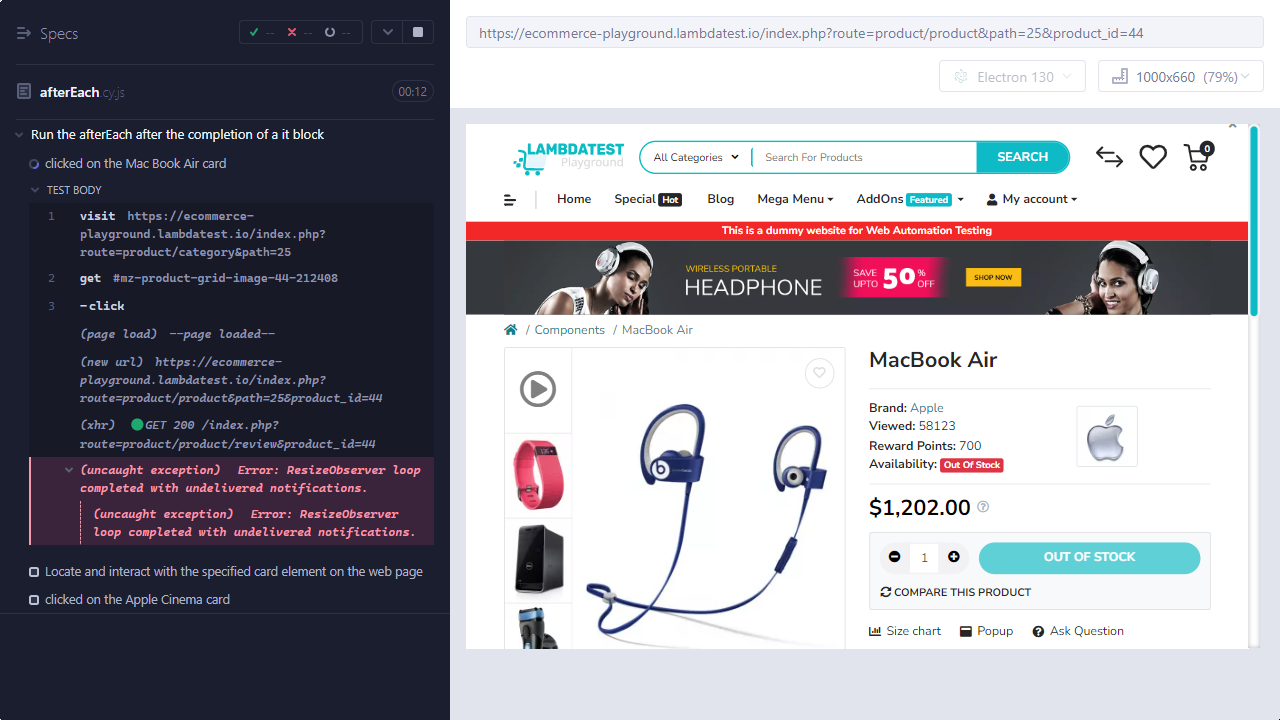 Specs
--
--
--
afterEach.cy.js
00:12
Run the afterEach after the completion of a it block
clicked on the Mac Book Air card
TEST BODY
1 visit https://ecommerce-
playground.lambdatest.io/index.php?
route=product/category&path=25
2 get #mz-product-grid-image-44-212408
3 -click
(page load) --page loaded--
(new url) https://ecommerce-
playground.lambdatest.io/index.php?
route=product/product&path=25&product_id=44
(xhr) GET 200 /index.php?
route=product/product/review&product_id=44
(uncaught exception) Error: ResizeObserver loop
completed with undelivered notifications.
(uncaught exception) Error: ResizeObserver
loop completed with undelivered notifications.
Locate and interact with the specified card element on the web page
clicked on the Apple Cinema card
https://ecommerce-playground.lambdatest.io/index.php?route=product/product&path=25&product_id=44
Electron 130
1000x660 (79%)
LAMBDATEST
Playground
All Categories
Search For Products
SEARCH
0
Home
Special Hot
Blog
Mega Menu
AddOns Featured
My account
This is a dummy website for Web Automation Testing
WIRELESS PORTABLE
HEADPHONE
SAVE
UPTO
50 %
OFF
SHOP NOW
/ Components / MacBook Air
MacBook Air
Brand: Apple
Viewed: 58123
Reward Points: 700
Availability: Out Of Stock
$1,202.00
1
OUT OF STOCK
COMPARE THIS PRODUCT
Size chart
Popup
Ask Question